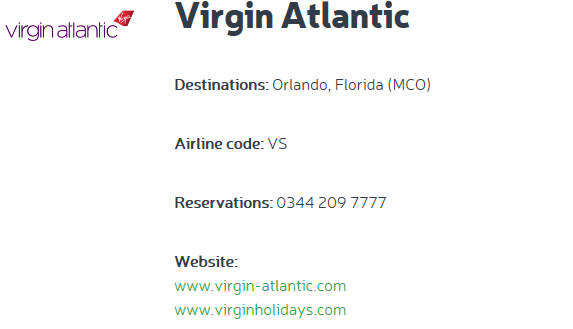 virgin atlantic
Virgin
Virgin Atlantic
Destinations: Orlando, Florida (MCO)
Airline code: VS
Reservations: 0344 209 7777
Website:
www.virgin-atlantic.com
www.virginholidays.com